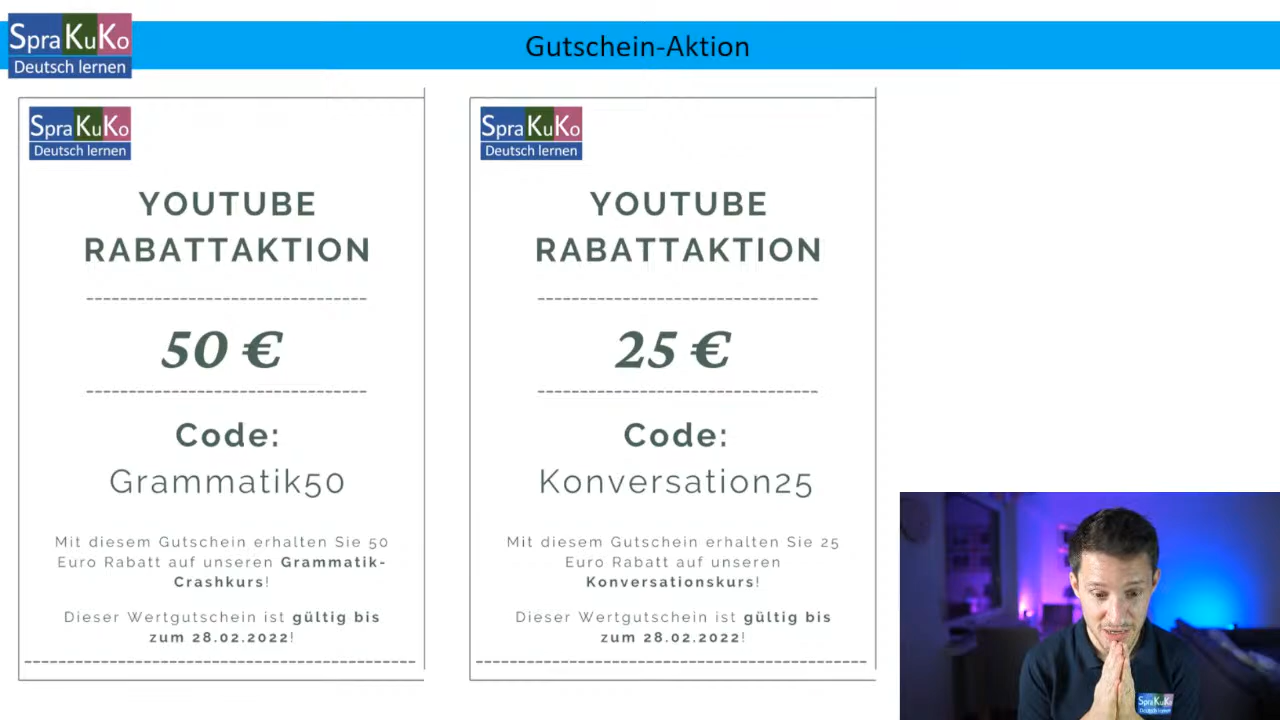 SpraKuKo
Deutsch lernen
Gutschein-Aktion
SpraKuKo
Deutsch lernen
YOUTUBE
RABATTAKTION
50 €
Code:
Grammatik50
Mit diesem Gutschein erhalten Sie 50
Euro Rabatt auf unseren Grammatik-
Crashkurs!
Dieser Wertgutschein ist gültig bis
zum 28.02.2022!
SpraKuKo
Deutsch lernen
YOUTUBE
RABATTAKTION
25 €
Code:
Konversation25
Mit diesem Gutschein erhalten Sie 25
Euro Rabatt auf unseren
Konversationskurs!
Dieser Wertgutschein ist gültig bis
zum 28.02.2022!
SpraKuKo
Deutsch lernen